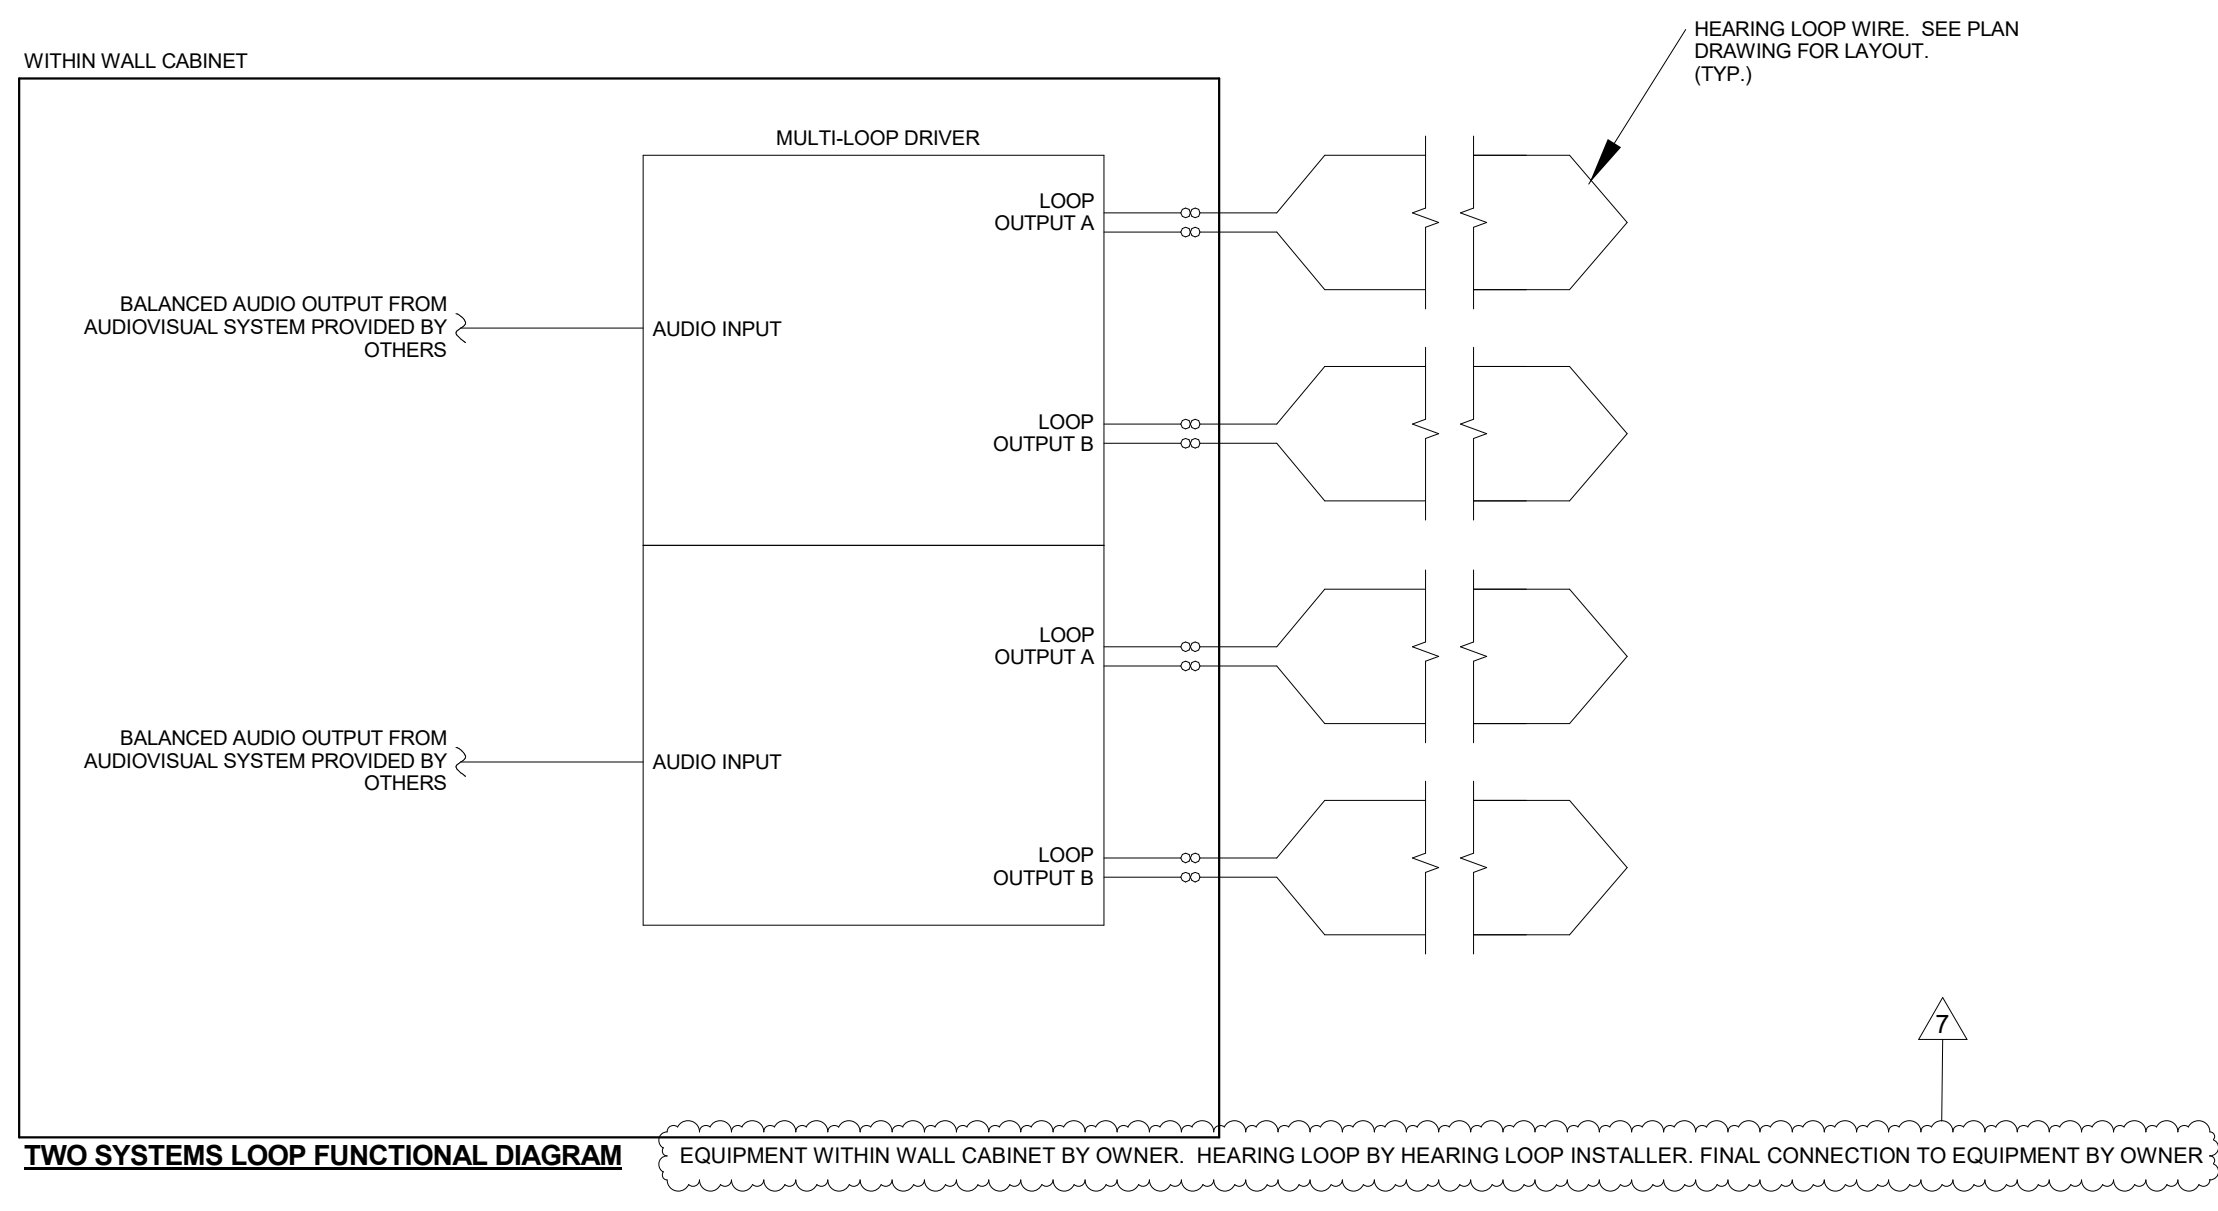 HEARING LOOP WIRE.  SEE PLAN
DRAWING FOR LAYOUT.
(TYP.)
WITHIN WALL CABINET
MULTI-LOOP DRIVER
LOOP
OUTPUT A
BALANCED AUDIO OUTPUT FROM
AUDIOVISUAL SYSTEM PROVIDED BY
OTHERS
AUDIO INPUT
LOOP
OUTPUT B
LOOP
OUTPUT A
BALANCED AUDIO OUTPUT FROM
AUDIOVISUAL SYSTEM PROVIDED BY
OTHERS
AUDIO INPUT
LOOP
OUTPUT B
7
TWO SYSTEMS LOOP FUNCTIONAL DIAGRAM
EQUIPMENT WITHIN WALL CABINET BY OWNER.  HEARING LOOP BY HEARING LOOP INSTALLER. FINAL CONNECTION TO EQUIPMENT BY OWNER